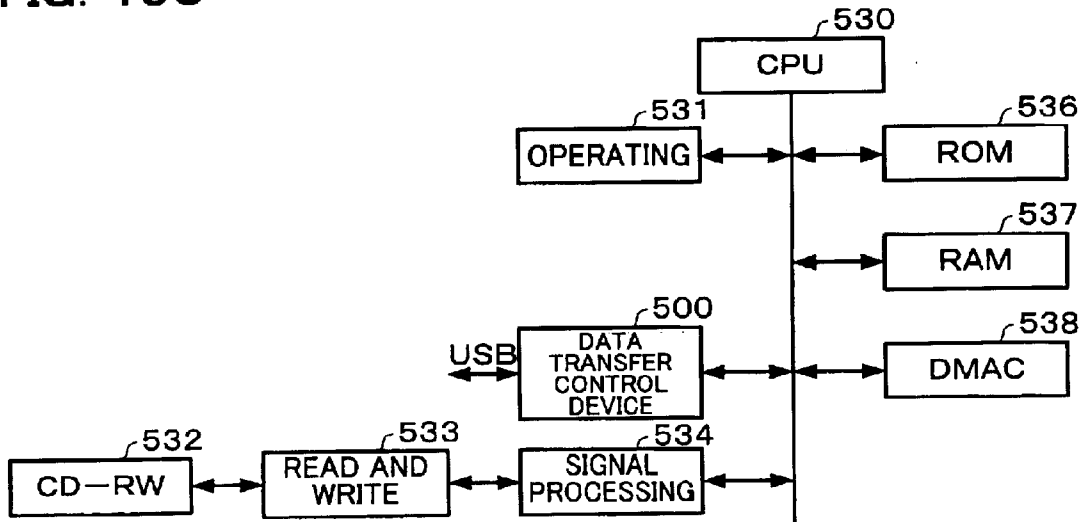 530
CPU
531
OPERATING
536
ROM
537
RAM
500
USB
DATA
TRANSFER
CONTROL
DEVICE
538
DMAC
532
CD-RW
533
READ AND
WRITE
534
SIGNAL
PROCESSING